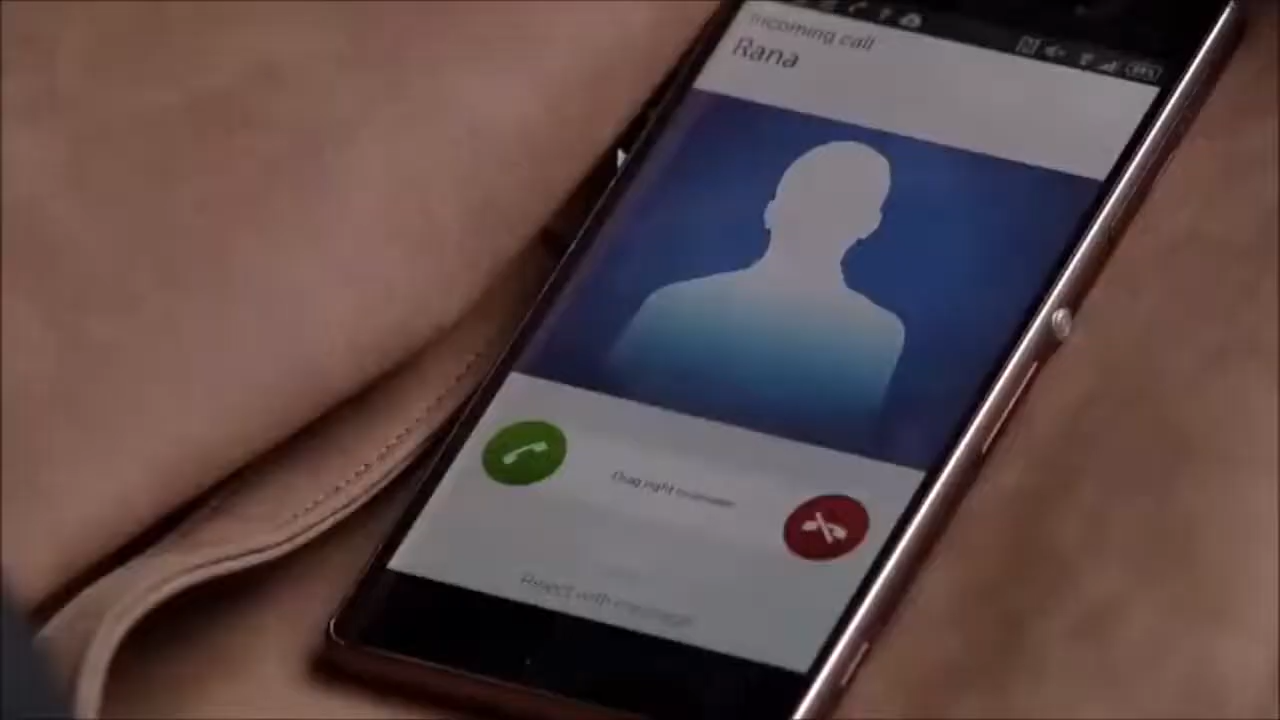 Incoming call
Rana
Drag right to answer
Reject with message